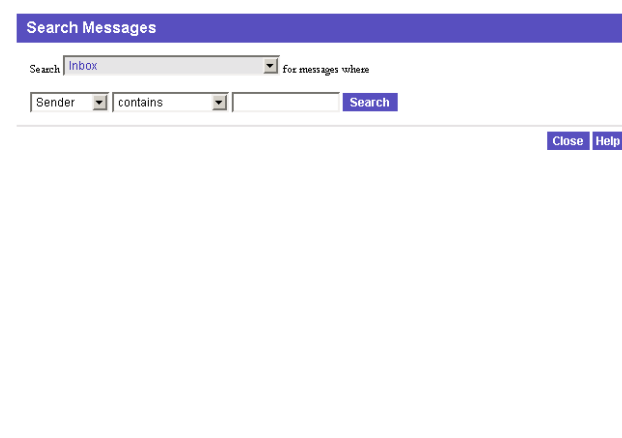 Search Messages
Search Inbox for messages where
Sender contains Search
Close Help